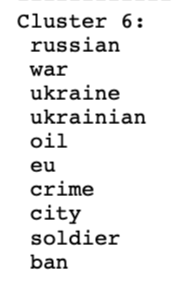 Cluster 6:
russian
war
ukraine
ukrainian
oil
eu
crime
city
soldier
ban